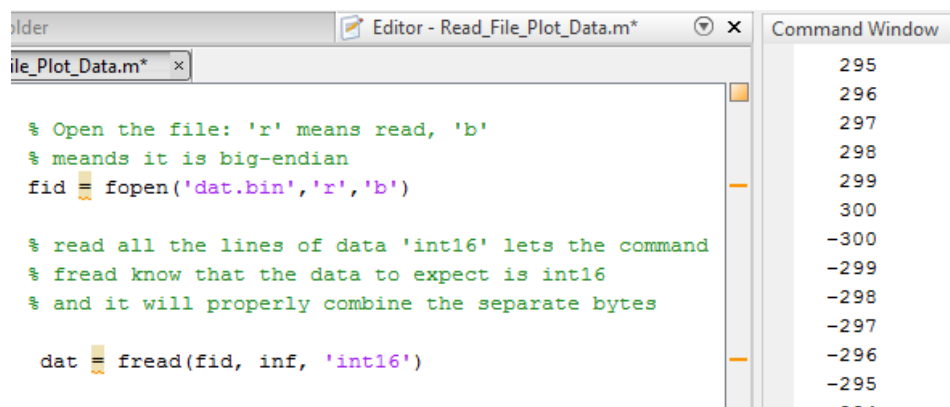 older
Editor - Read_File_Plot_Data.m*
ile_Plot_Data.m* ×
% Open the file: 'r' means read, 'b'
% meands it is big-endian
fid = fopen('dat.bin','r','b')
% read all the lines of data 'int16' lets the command
% fread know that the data to expect is int16
% and it will properly combine the separate bytes
dat = fread(fid, inf, 'int16')
Command Window
295
296
297
298
299
300
-300
-299
-298
-297
-296
-295